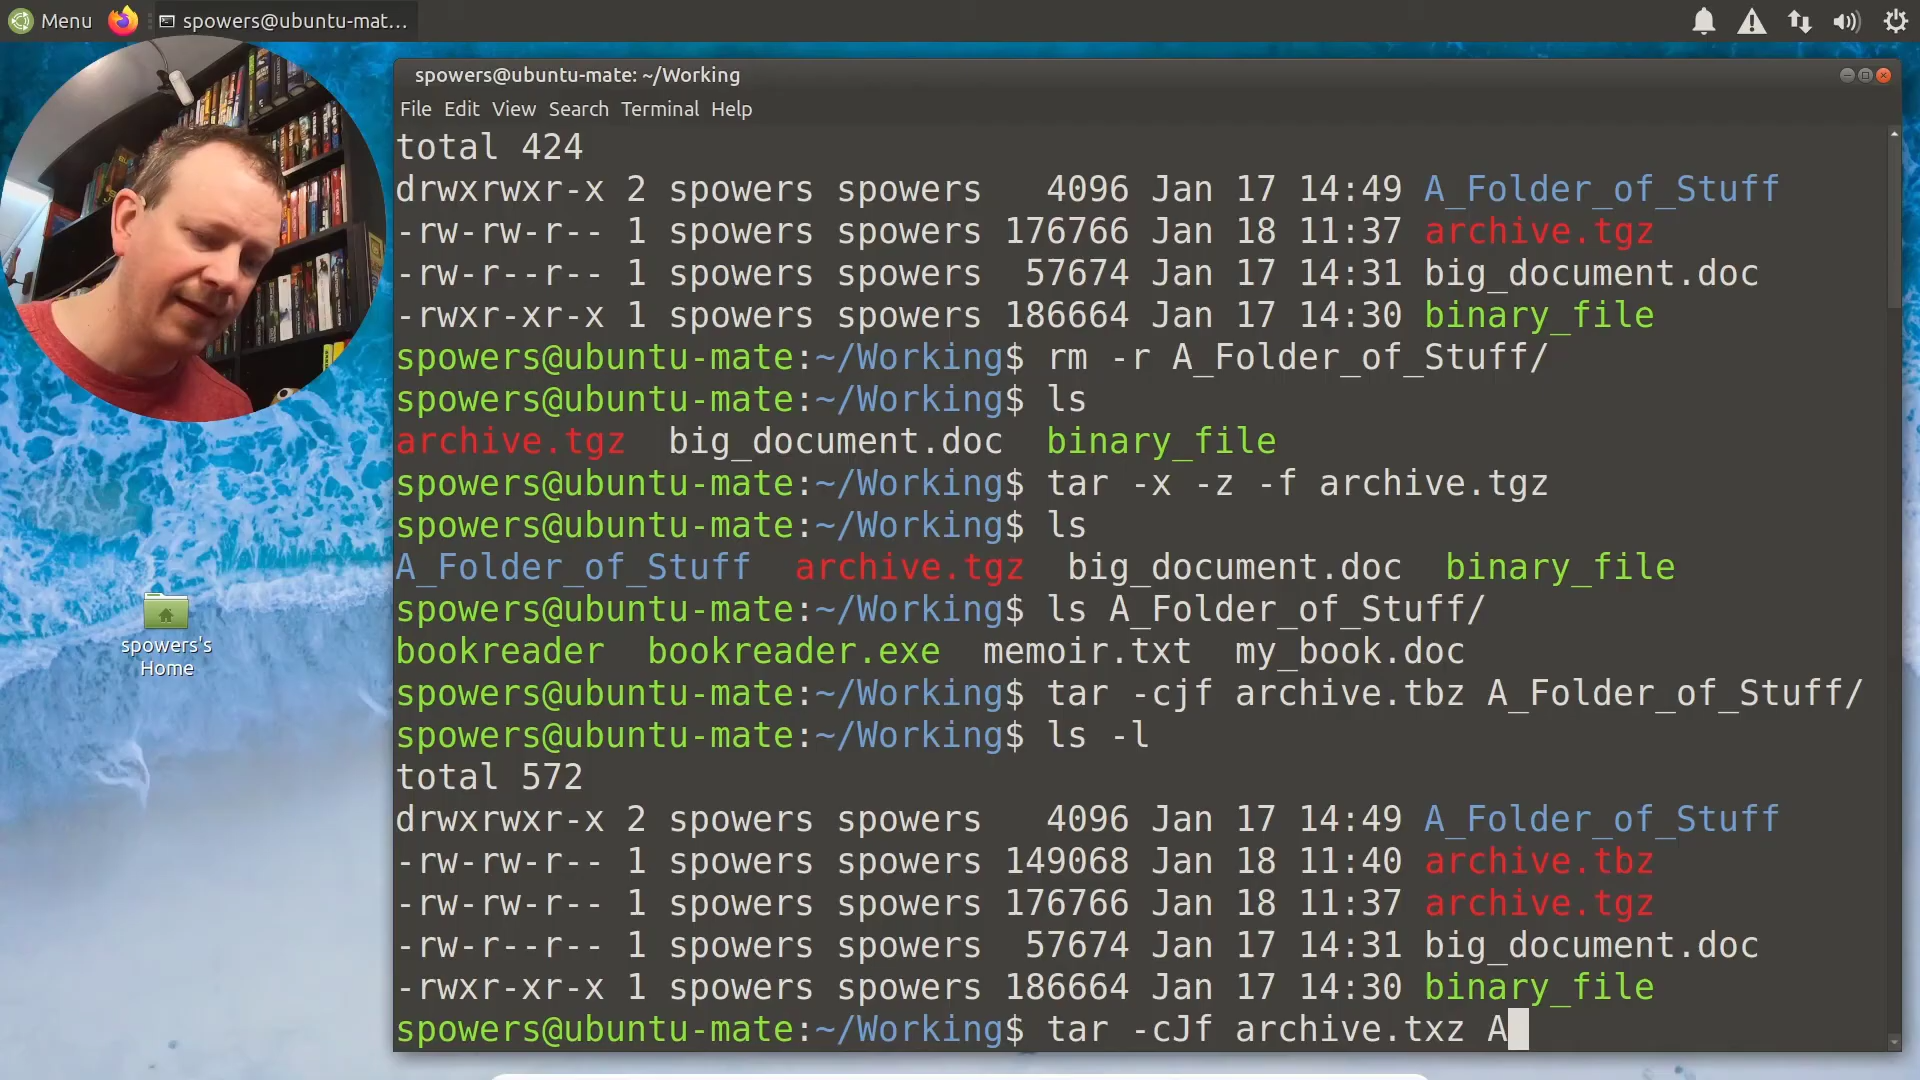 Menu
spowers@ubuntu-mat...
spowers@ubuntu-mate: ~/Working
File Edit View Search Terminal Help
total 424
drwxrwxr-x 2 spowers spowers   4096 Jan 17 14:49 A_Folder_of_Stuff
-rw-rw-r-- 1 spowers spowers 176766 Jan 18 11:37 archive.tgz
-rw-r--r-- 1 spowers spowers  57674 Jan 17 14:31 big_document.doc
-rwxr-xr-x 1 spowers spowers 186664 Jan 17 14:30 binary_file
spowers@ubuntu-mate:~/Working$ rm -r A_Folder_of_Stuff/
spowers@ubuntu-mate:~/Working$ ls
archive.tgz  big_document.doc  binary_file
spowers@ubuntu-mate:~/Working$ tar -x -z -f archive.tgz
spowers@ubuntu-mate:~/Working$ ls
A_Folder_of_Stuff  archive.tgz  big_document.doc  binary_file
spowers@ubuntu-mate:~/Working$ ls A_Folder_of_Stuff/
bookreader  bookreader.exe  memoir.txt  my_book.doc
spowers@ubuntu-mate:~/Working$ tar -cjf archive.tbz A_Folder_of_Stuff/
spowers@ubuntu-mate:~/Working$ ls -l
total 572
drwxrwxr-x 2 spowers spowers   4096 Jan 17 14:49 A_Folder_of_Stuff
-rw-rw-r-- 1 spowers spowers 149068 Jan 18 11:40 archive.tbz
-rw-rw-r-- 1 spowers spowers 176766 Jan 18 11:37 archive.tgz
-rw-r--r-- 1 spowers spowers  57674 Jan 17 14:31 big_document.doc
-rwxr-xr-x 1 spowers spowers 186664 Jan 17 14:30 binary_file
spowers@ubuntu-mate:~/Working$ tar -cJf archive.txz A
spowers's
Home